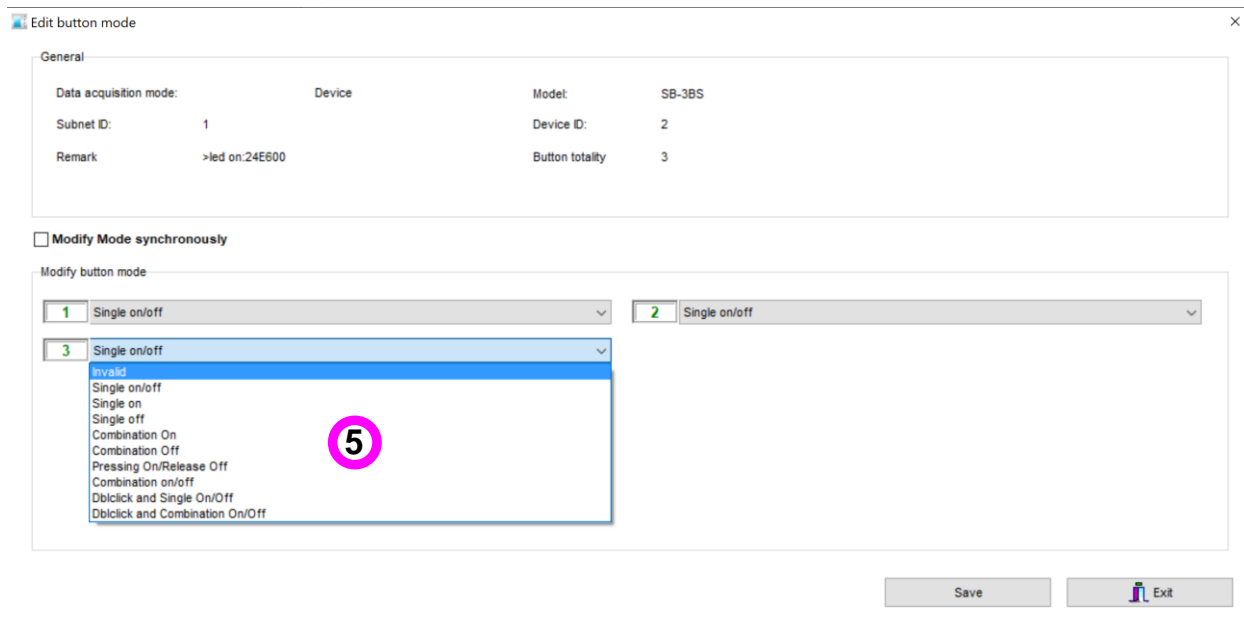 Edit button mode
General
Data acquisition mode: Device Model: SB-3BS
Subnet ID: 1 Device ID: 2
Remark >led on:24E600 Button totality 3
Modify Mode synchronously
Modify button mode
1 Single on/off 2 Single on/off
3 Single on/off
Invalid
Single on/off
Single on
Single off
Combination On
Combination Off
Pressing On/Release Off
Combination on/off
Dblclick and Single On/Off
Dblclick and Combination On/Off
5
Save Exit